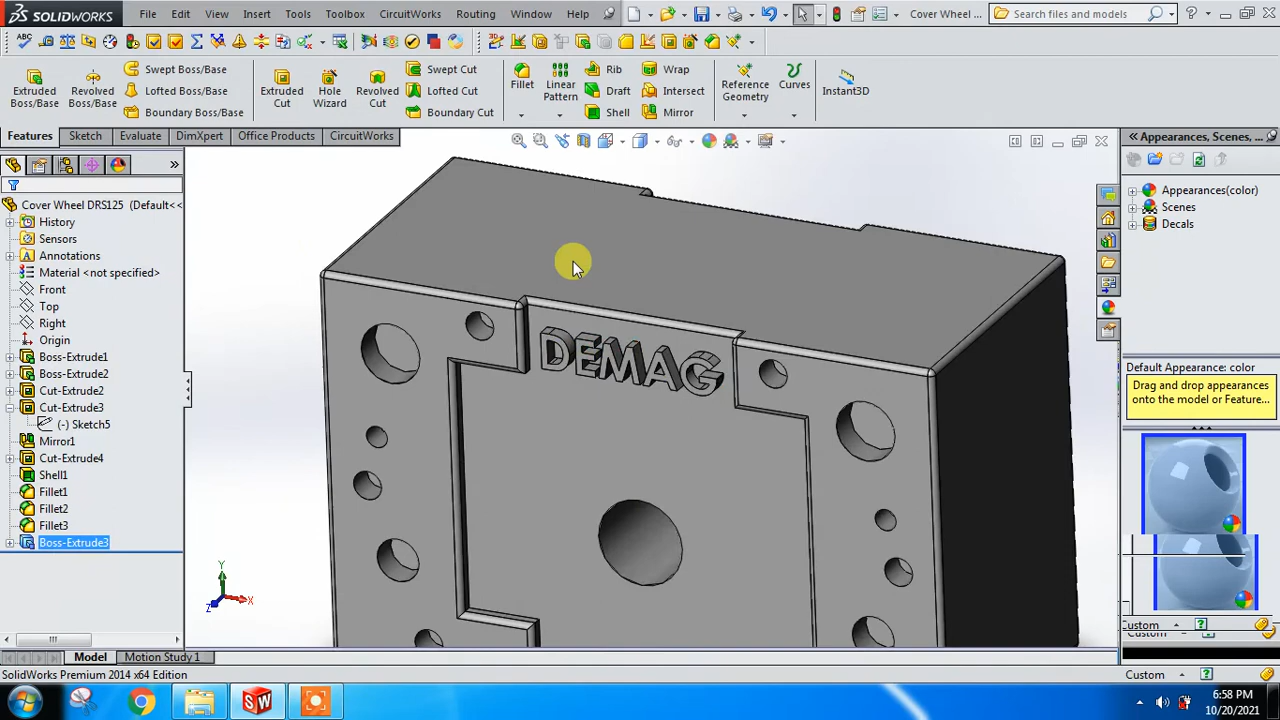 SOLIDWORKS File Edit View Insert Tools Toolbox CircuitWorks Routing Window Help Cover Wheel ... Search files and models
Extruded Boss/Base Revolved Boss/Base Swept Boss/Base Lofted Boss/Base Boundary Boss/Base Extruded Cut Hole Wizard Revolved Cut Swept Cut Lofted Cut Boundary Cut Fillet Linear Pattern Rib Draft Shell Wrap Intersect Mirror Reference Geometry Curves Instant3D
Features Sketch Evaluate DimXpert Office Products CircuitWorks
Appearances, Scenes, ...
Cover Wheel DRS125 (Default<<
History
Sensors
Annotations
Material <not specified>
Front
Top
Right
Origin
Boss-Extrude1
Boss-Extrude2
Cut-Extrude2
Cut-Extrude3
(-) Sketch5
Mirror1
Cut-Extrude4
Shell1
Fillet1
Fillet2
Fillet3
Boss-Extrude3
DEMAG
Y
X
Z
Appearances(color)
Scenes
Decals
Default Appearance: color
Drag and drop appearances
onto the model or Feature...
Custom
Model Motion Study 1
SolidWorks Premium 2014 x64 Edition
Custom
SW
6:58 PM
10/20/2021